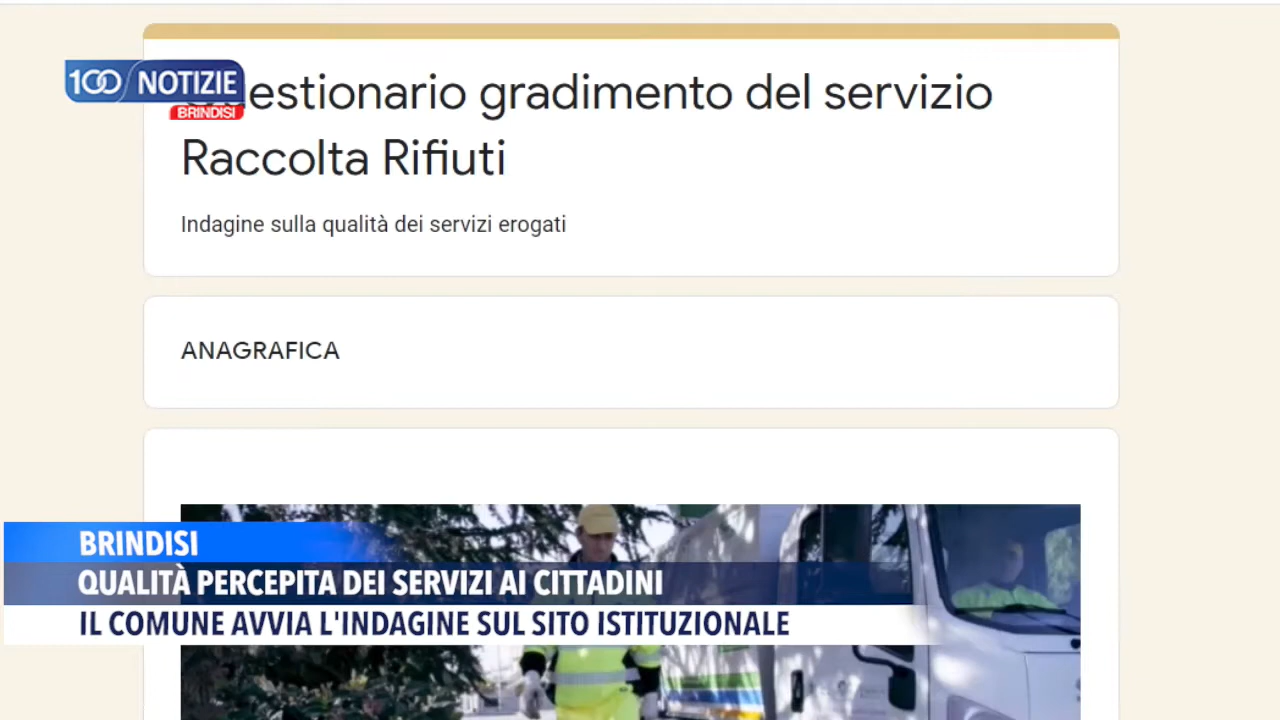 100 NOTIZIE
BRINDISI
Questionario gradimento del servizio
Raccolta Rifiuti
Indagine sulla qualità dei servizi erogati
ANAGRAFICA
BRINDISI
QUALITÀ PERCEPITA DEI SERVIZI AI CITTADINI
IL COMUNE AVVIA L'INDAGINE SUL SITO ISTITUZIONALE